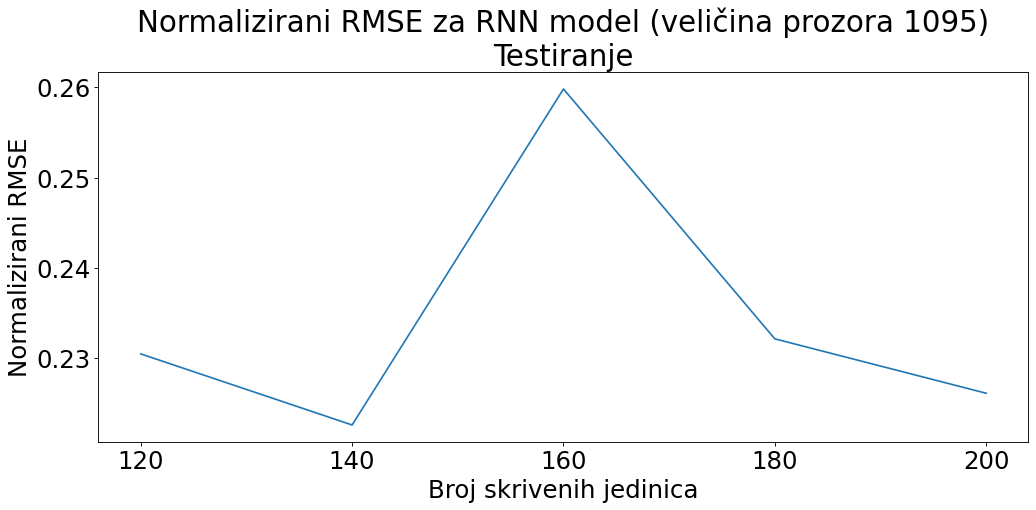 Normalizirani RMSE za RNN model (veličina prozora 1095)
Testiranje
Normalizirani RMSE
0.26
0.25
0.24
0.23
120 140 160 180 200
Broj skrivenih jedinica